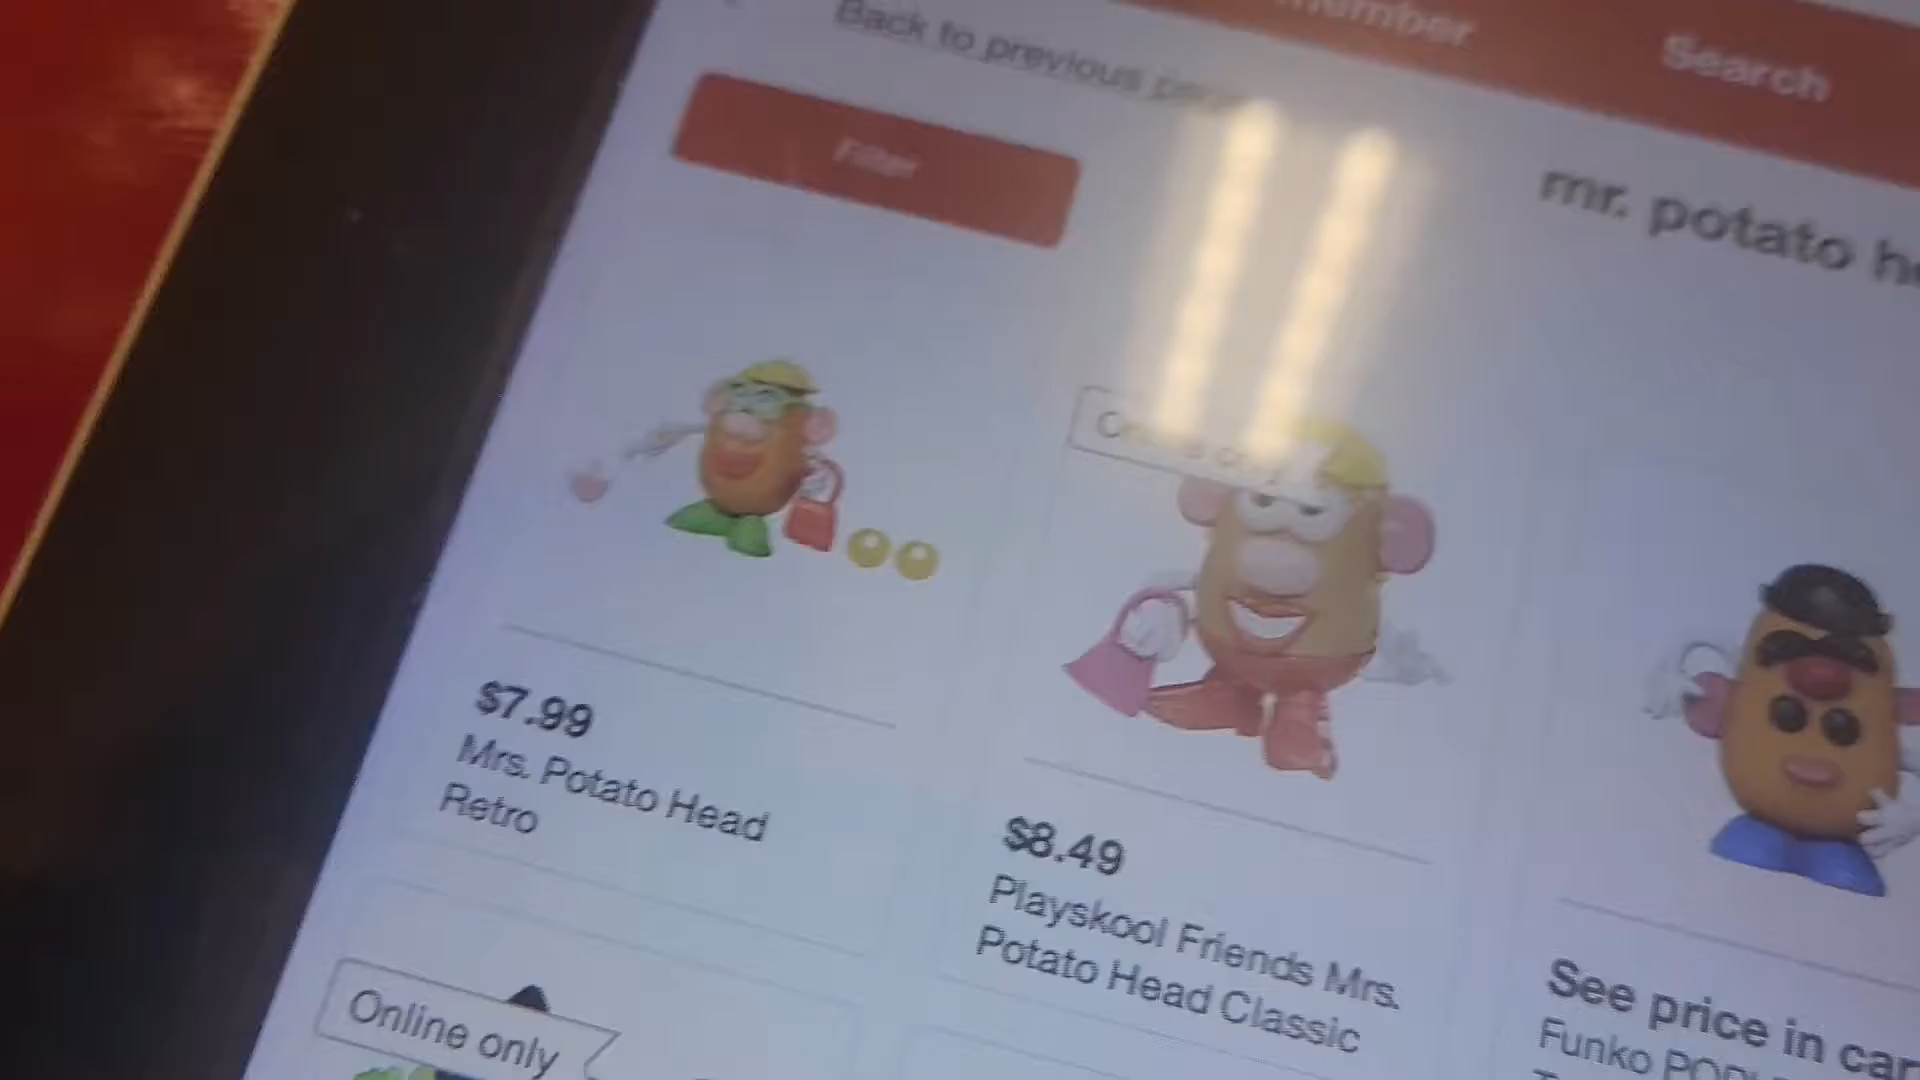 Search
Back to previous
Filter
mr. potato
$7.99
Mrs. Potato Head
Retro
$8.49
Playskool Friends Mrs.
Potato Head Classic
See price in
Funko
Online only